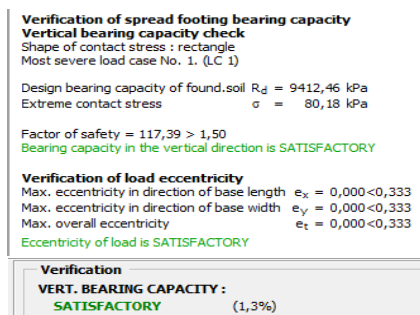 Verification of spread footing bearing capacity
Vertical bearing capacity check
Shape of contact stress : rectangle
Most severe load case No. 1. (LC 1)
Design bearing capacity of found.soil Rd = 9412,46 kPa
Extreme contact stress σ = 80,18 kPa
Factor of safety = 117,39 > 1,50
Bearing capacity in the vertical direction is SATISFACTORY
Verification of load eccentricity
Max. eccentricity in direction of base length ex = 0,000<0,333
Max. eccentricity in direction of base width ey = 0,000<0,333
Max. overall eccentricity et = 0,000<0,333
Eccentricity of load is SATISFACTORY
Verification
VERT. BEARING CAPACITY :
SATISFACTORY (1,3%)